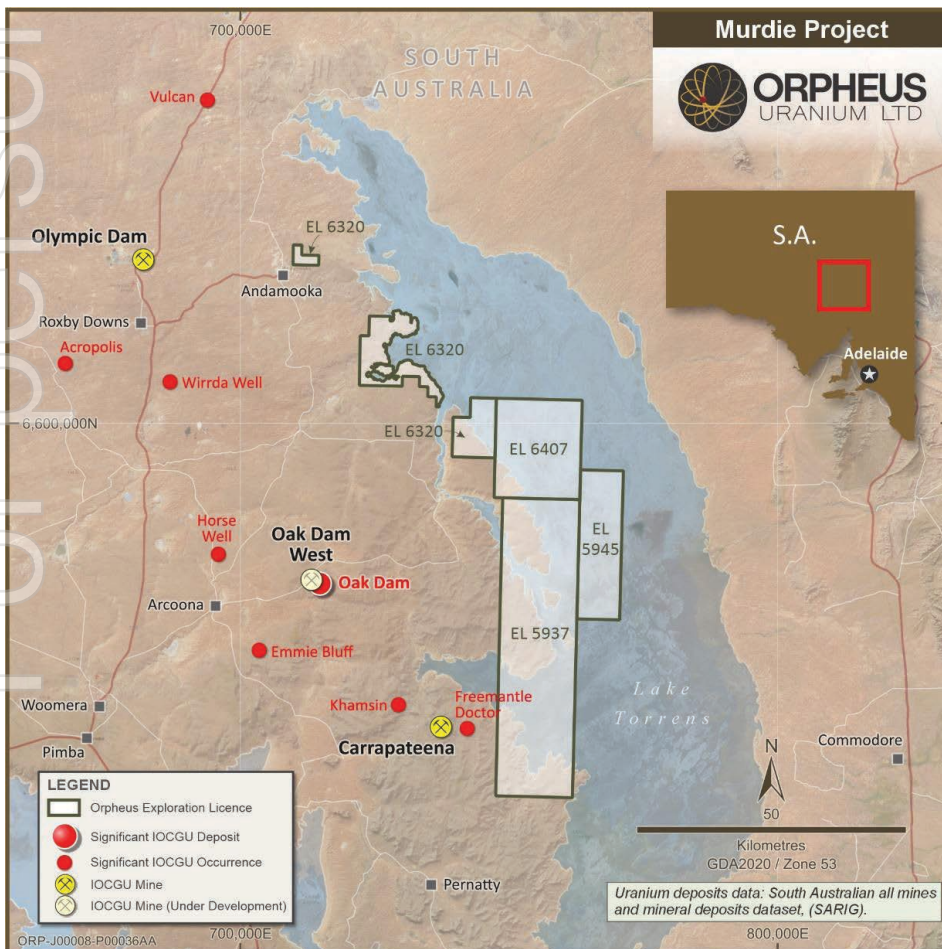 700,000E
Murdie Project
ORPHEUS
URANIUM LTD
SOUTH
AUSTRALIA
Vulcan
Olympic Dam
EL 6320
Andamooka
Roxby Downs
Acropolis
Wirrda Well
EL 6320
S.A.
Adelaide
6,600,000N
EL 6320
EL 6407
EL
5945
Horse
Well
Oak Dam
West
Oak Dam
Arcoona
EL 5937
Emmie Bluff
Khamsin
Freemantle
Doctor
Carrapateena
Woomera
Pimba
Lake
Torrens
Commodore
N
50
Kilometres
GDA2020 / Zone 53
Pernatty
LEGEND
Orpheus Exploration Licence
Significant IOCGU Deposit
Significant IOCGU Occurrence
IOCGU Mine
IOCGU Mine (Under Development)
Uranium deposits data: South Australian all mines
and mineral deposits dataset, (SARIG).
ORP-J00008-P00036AA
700,000E
800,000E